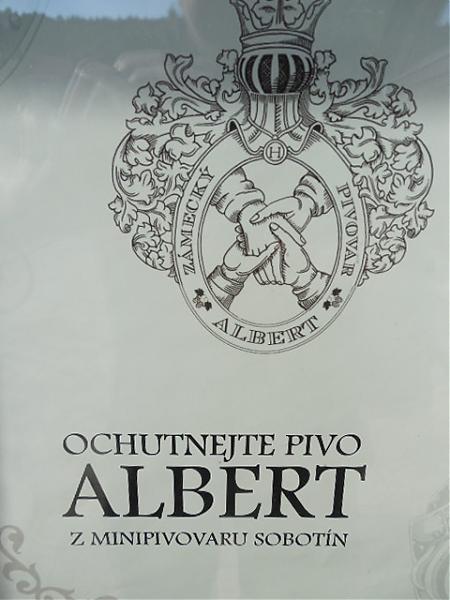 H
ZÁMECKÝ PIVOVAR
ALBERT
OCHUTNEJTE PIVO
ALBERT
Z MINIPIVOVARU SOBOTÍN